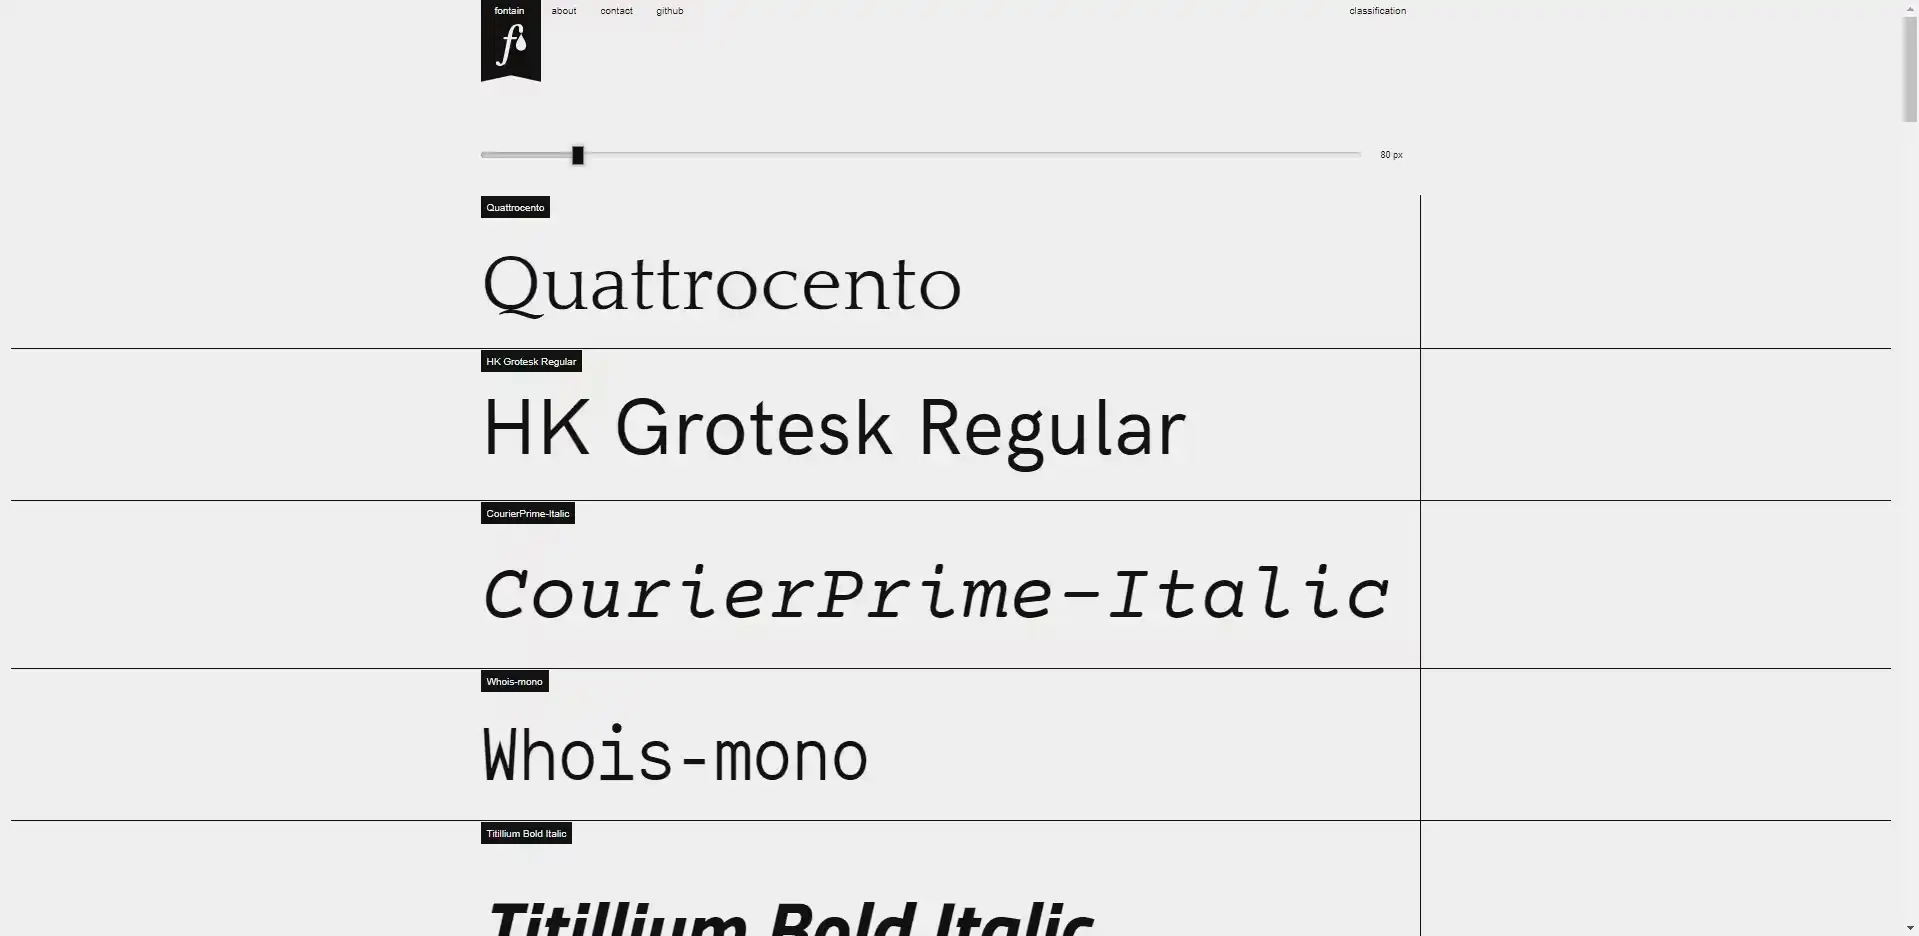 fontain about contact github classification
f
80 px
Quattrocento
Quattrocento
HK Grotesk Regular
HK Grotesk Regular
CourierPrime-Italic
CourierPrime-Italic
Whois-mono
Whois-mono
Titillium Bold Italic
Titillium Bold Italic